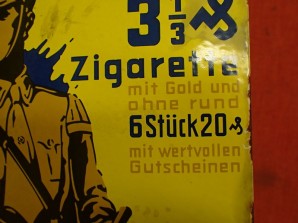 3 1/3 ₰
Zigarette
mit Gold und
ohne rund
6 Stück 20 ₰
mit wertvollen
Gutscheinen